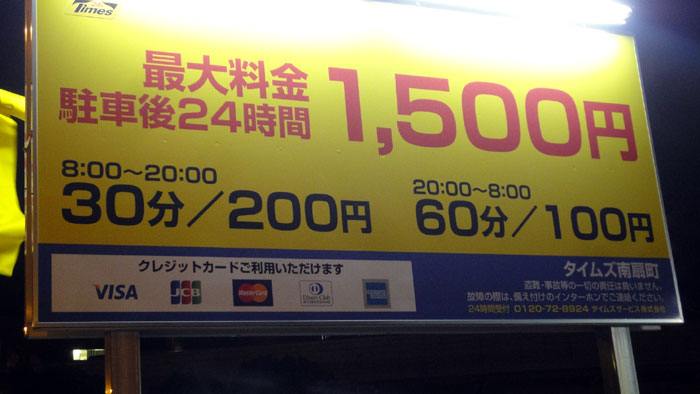 Times
最大料金
駐車後24時間
1,500円
8:00〜20:00
30分／200円
20:00〜8:00
60分／100円
クレジットカードご利用いただけます
VISA
JCB
MasterCard
Diners Club
INTERNATIONAL
タイムズ南扇町
盗難・事故等の一切の責任は負いません。
故障の際は、備え付けのインターホンでご連絡ください。
24時間受付 0120-72-8924 タイムズサービス株式会社